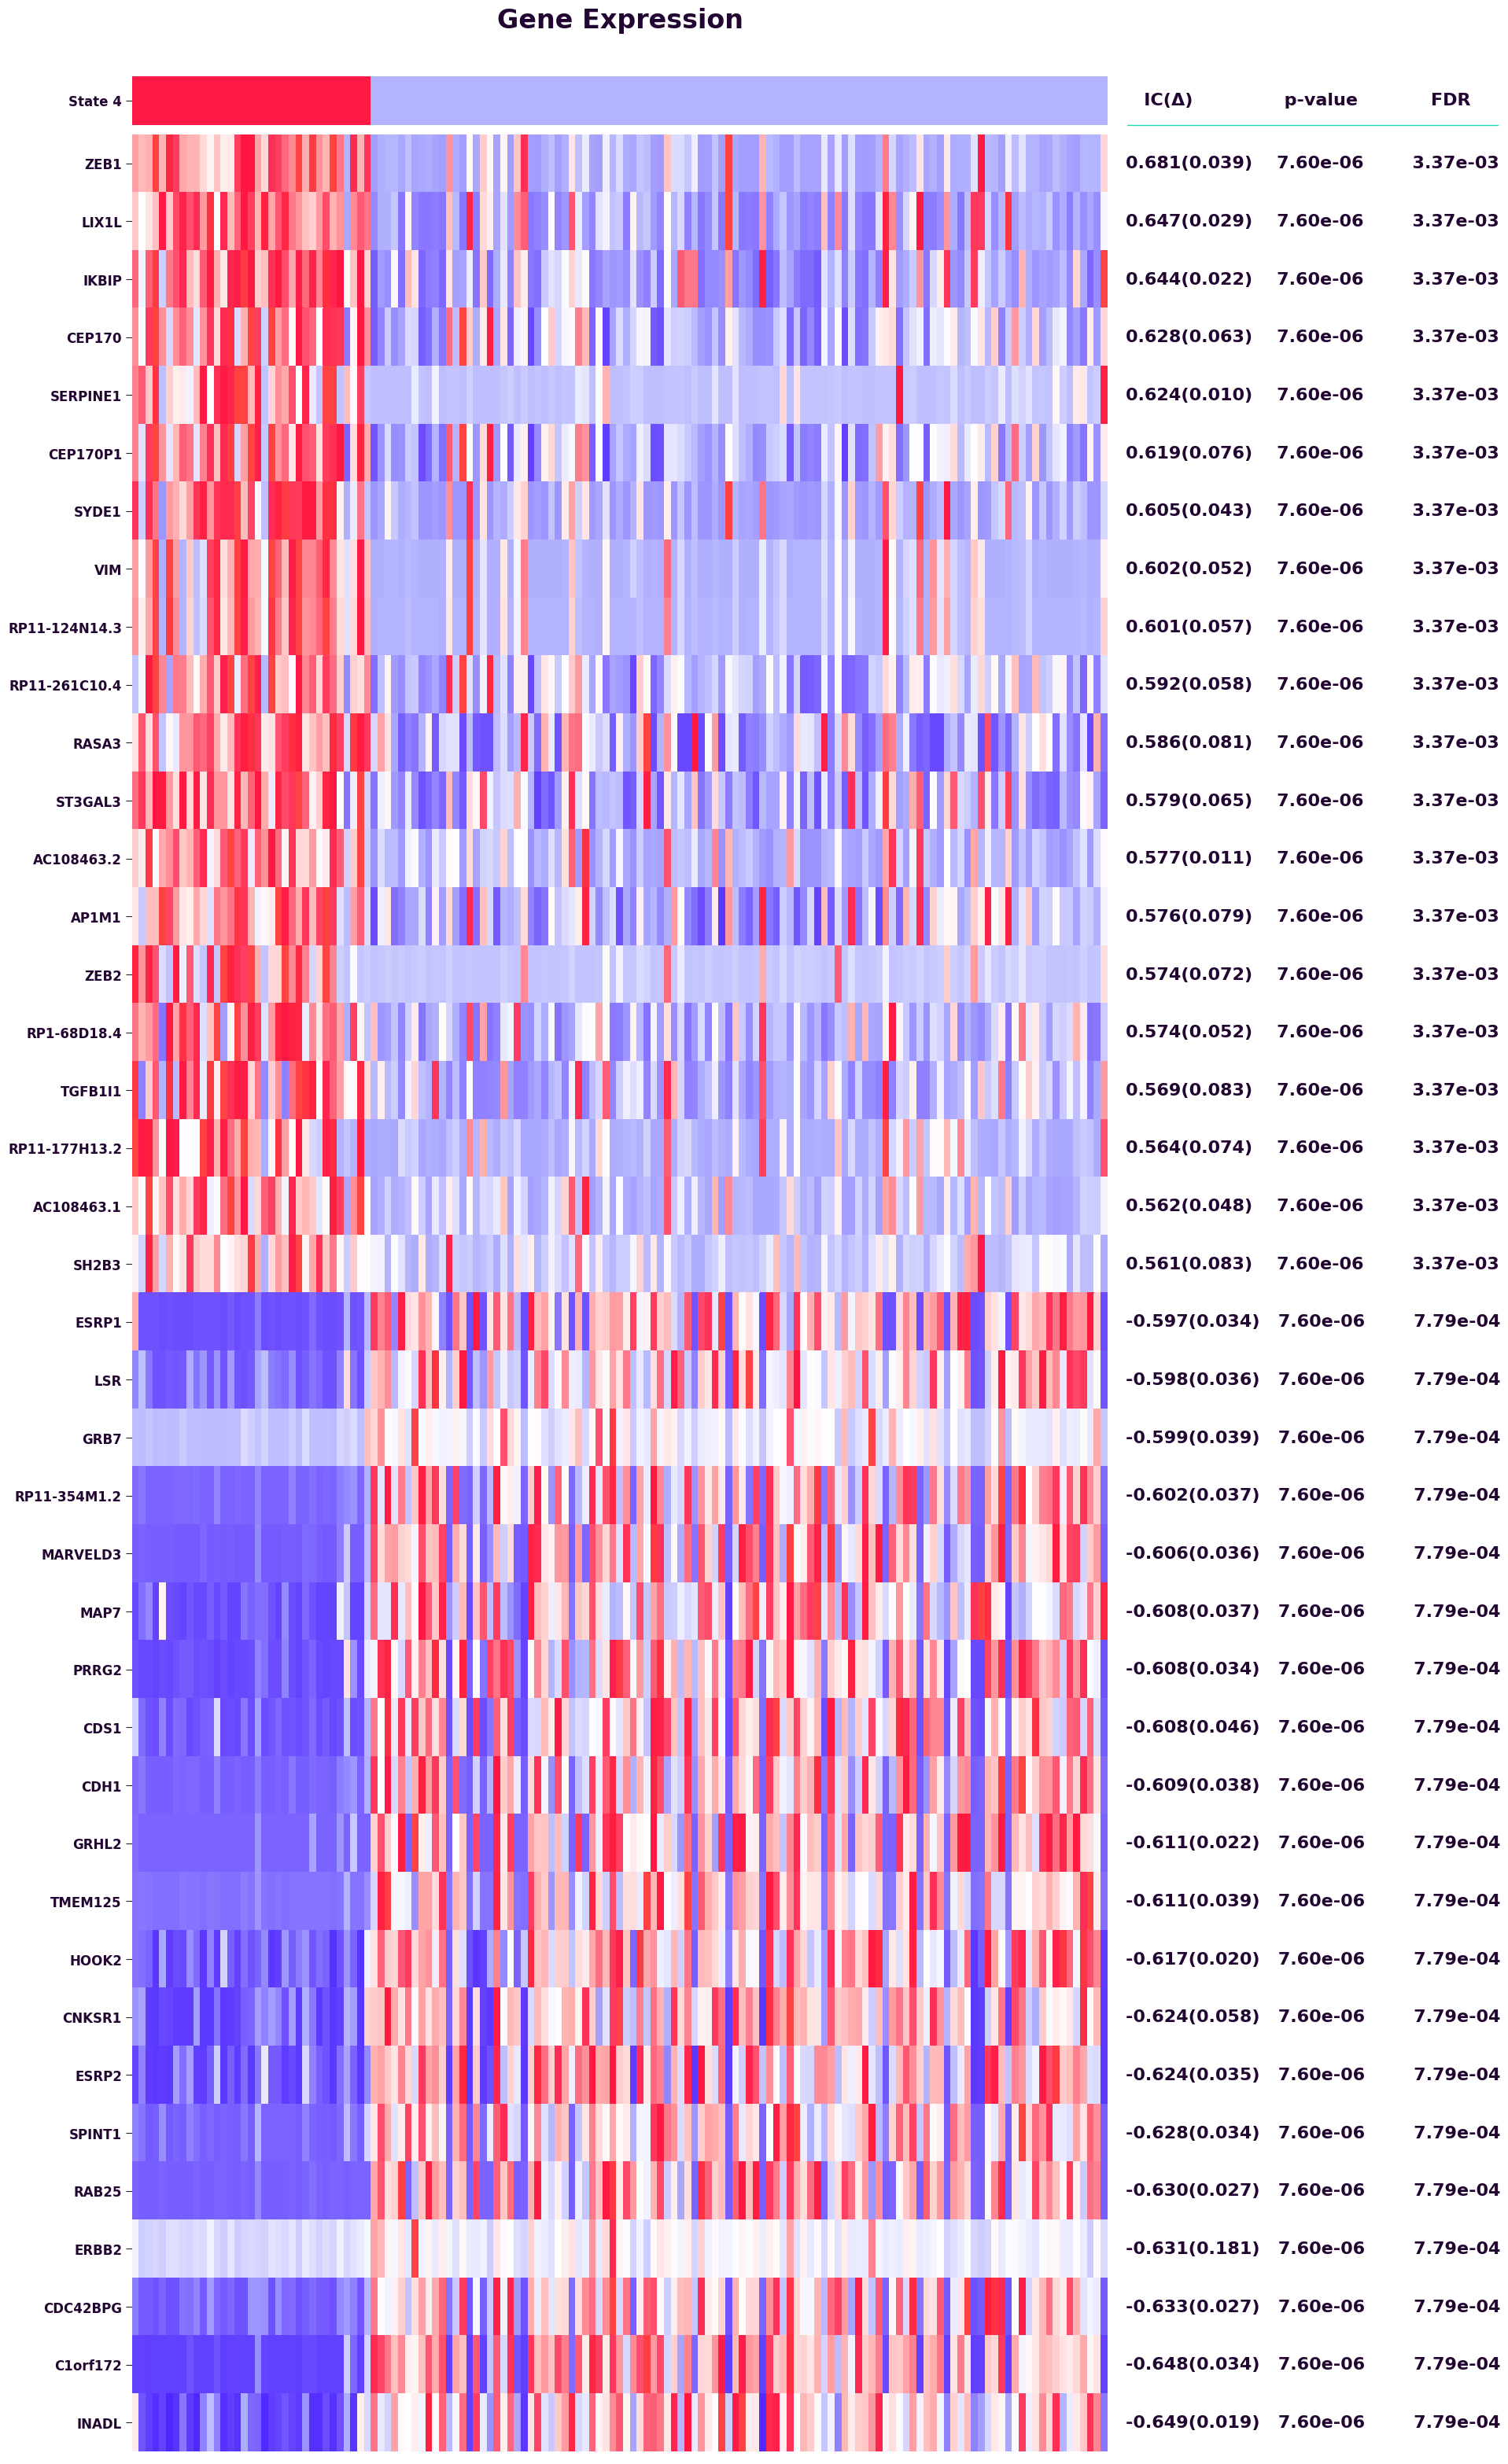 Gene Expression
State 4 IC(Δ) p-value FDR
ZEB1 0.681(0.039) 7.60e-06 3.37e-03
LIX1L 0.647(0.029) 7.60e-06 3.37e-03
IKBIP 0.644(0.022) 7.60e-06 3.37e-03
CEP170 0.628(0.063) 7.60e-06 3.37e-03
SERPINE1 0.624(0.010) 7.60e-06 3.37e-03
CEP170P1 0.619(0.076) 7.60e-06 3.37e-03
SYDE1 0.605(0.043) 7.60e-06 3.37e-03
VIM 0.602(0.052) 7.60e-06 3.37e-03
RP11-124N14.3 0.601(0.057) 7.60e-06 3.37e-03
RP11-261C10.4 0.592(0.058) 7.60e-06 3.37e-03
RASA3 0.586(0.081) 7.60e-06 3.37e-03
ST3GAL3 0.579(0.065) 7.60e-06 3.37e-03
AC108463.2 0.577(0.011) 7.60e-06 3.37e-03
AP1M1 0.576(0.079) 7.60e-06 3.37e-03
ZEB2 0.574(0.072) 7.60e-06 3.37e-03
RP1-68D18.4 0.574(0.052) 7.60e-06 3.37e-03
TGFB1I1 0.569(0.083) 7.60e-06 3.37e-03
RP11-177H13.2 0.564(0.074) 7.60e-06 3.37e-03
AC108463.1 0.562(0.048) 7.60e-06 3.37e-03
SH2B3 0.561(0.083) 7.60e-06 3.37e-03
ESRP1 -0.597(0.034) 7.60e-06 7.79e-04
LSR -0.598(0.036) 7.60e-06 7.79e-04
GRB7 -0.599(0.039) 7.60e-06 7.79e-04
RP11-354M1.2 -0.602(0.037) 7.60e-06 7.79e-04
MARVELD3 -0.606(0.036) 7.60e-06 7.79e-04
MAP7 -0.608(0.037) 7.60e-06 7.79e-04
PRRG2 -0.608(0.034) 7.60e-06 7.79e-04
CDS1 -0.608(0.046) 7.60e-06 7.79e-04
CDH1 -0.609(0.038) 7.60e-06 7.79e-04
GRHL2 -0.611(0.022) 7.60e-06 7.79e-04
TMEM125 -0.611(0.039) 7.60e-06 7.79e-04
HOOK2 -0.617(0.020) 7.60e-06 7.79e-04
CNKSR1 -0.624(0.058) 7.60e-06 7.79e-04
ESRP2 -0.624(0.035) 7.60e-06 7.79e-04
SPINT1 -0.628(0.034) 7.60e-06 7.79e-04
RAB25 -0.630(0.027) 7.60e-06 7.79e-04
ERBB2 -0.631(0.181) 7.60e-06 7.79e-04
CDC42BPG -0.633(0.027) 7.60e-06 7.79e-04
C1orf172 -0.648(0.034) 7.60e-06 7.79e-04
INADL -0.649(0.019) 7.60e-06 7.79e-04